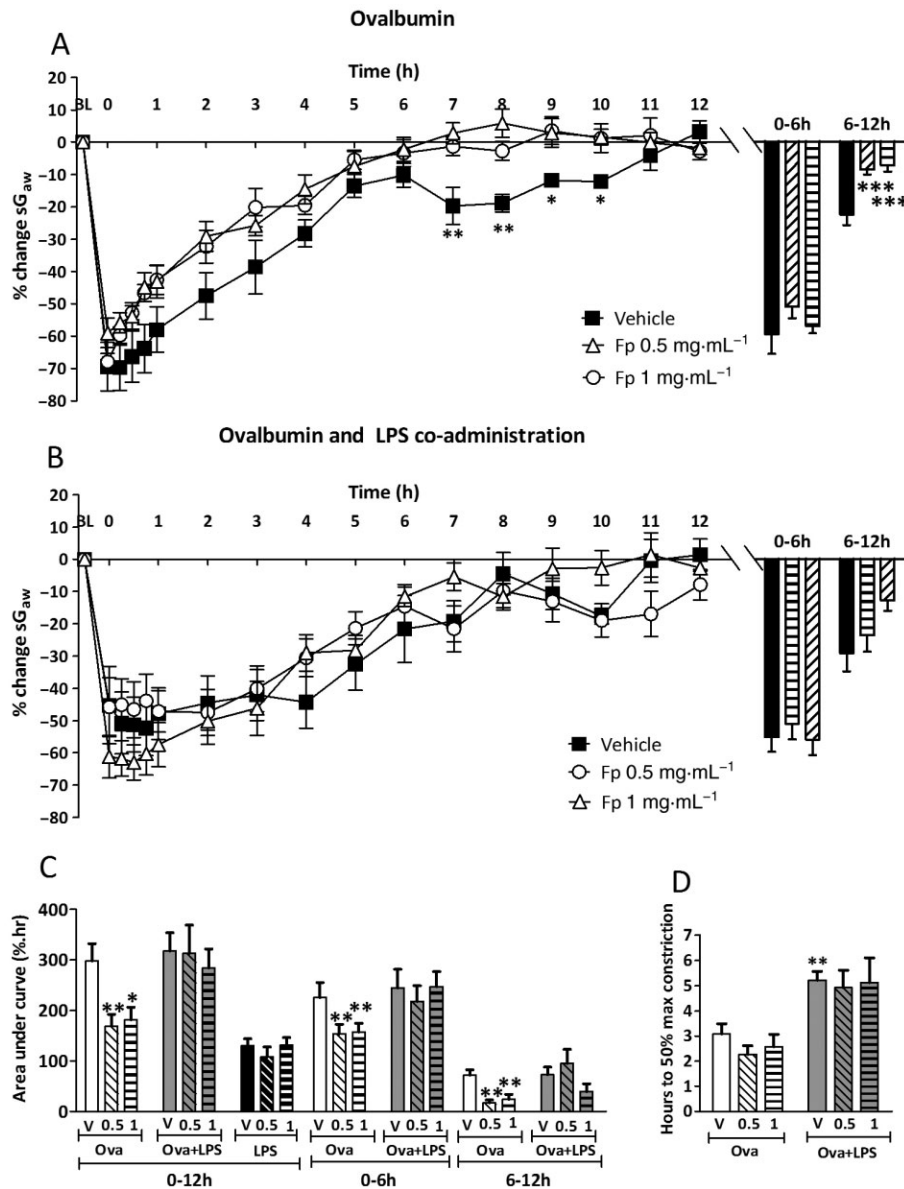 Ovalbumin
A
Time (h)
BL 0 1 2 3 4 5 6 7 8 9 10 11 12
0-6h 6-12h
20
10
0
−10
−20
−30
−40
−50
−60
−70
−80
% change sGaw
** ** * *
***
***
Vehicle
Fp 0.5 mg·mL−1
Fp 1 mg·mL−1
Ovalbumin and LPS co-administration
B
Time (h)
BL 0 1 2 3 4 5 6 7 8 9 10 11 12
0-6h 6-12h
20
10
0
−10
−20
−30
−40
−50
−60
−70
−80
% change sGaw
Vehicle
Fp 0.5 mg·mL−1
Fp 1 mg·mL−1
C
400
300
200
100
0
Area under curve (%.hr)
** * ** ** ** **
V 0.5 1 V 0.5 1 V 0.5 1 V 0.5 1 V 0.5 1 V 0.5 1 V 0.5 1
Ova Ova+LPS LPS Ova Ova+LPS Ova Ova+LPS
0-12h 0-6h 6-12h
D
7
6
5
4
3
2
1
0
Hours to 50% max constriction
**
V 0.5 1 V 0.5 1
Ova Ova+LPS